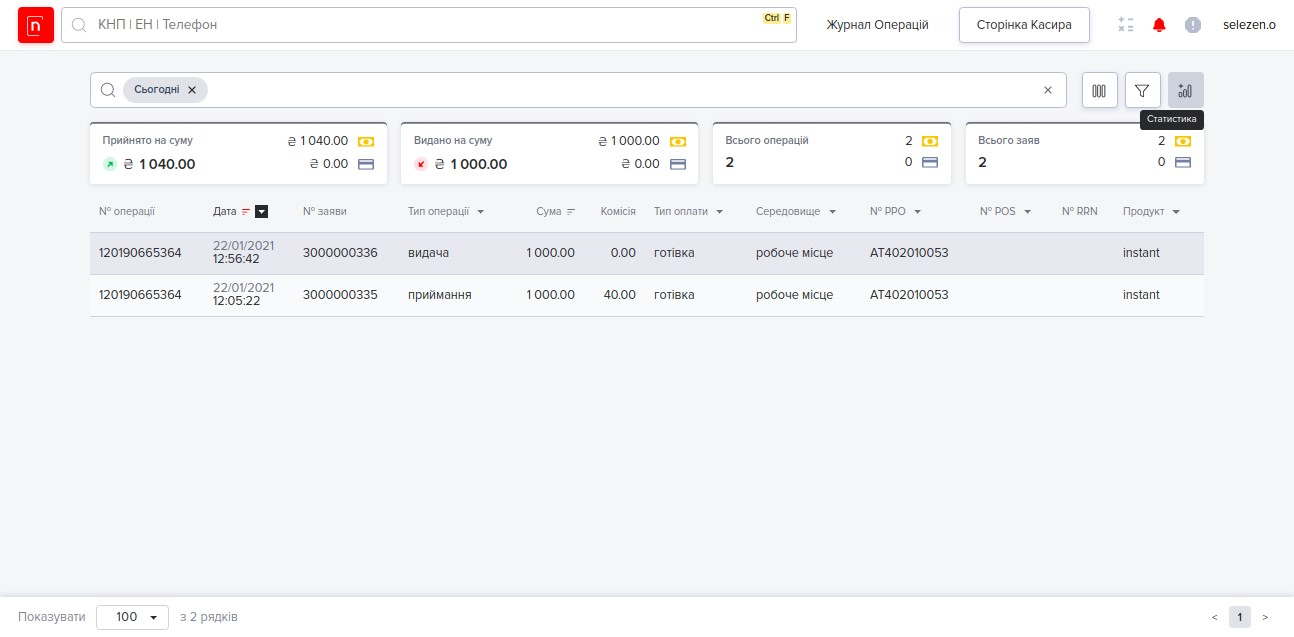 n
КНП | ЕН | Телефон
Ctrl F
Журнал Операцій
Сторінка Касира
selezen.o
Сьогодні
Статистика
Прийнято на суму ₴ 1 040.00
₴ 1 040.00 ₴ 0.00
Видано на суму ₴ 1 000.00
₴ 1 000.00 ₴ 0.00
Всього операцій 2
2 0
Всього заяв 2
2 0
№ операції Дата № заяви Тип операції Сума Комісія Тип оплати Середовище № РРО № POS № RRN Продукт
120190665364 22/01/2021 12:56:42 3000000336 видача 1 000.00 0.00 готівка робоче місце АТ402010053 instant
120190665364 22/01/2021 12:05:22 3000000335 приймання 1 000.00 40.00 готівка робоче місце АТ402010053 instant
Показувати 100 з 2 рядків
< 1 >